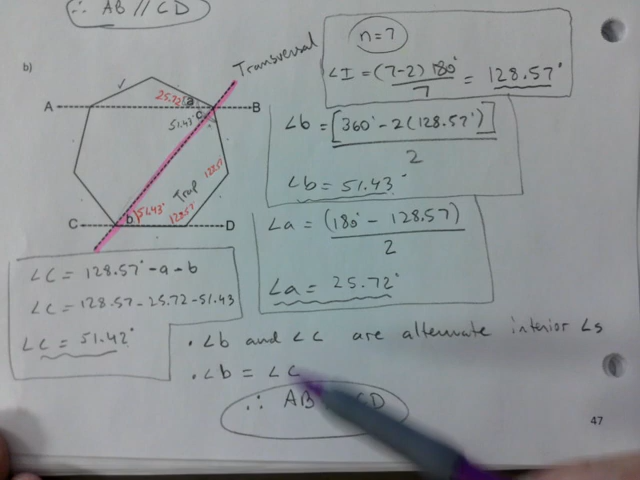 ∴ AB // CD
b)
Transversal
A
B
25.72
a
c
51.43°
128.57
Trap
b
51.43°
128.57
C
D
n=7
∠I = (7-2) 180° / 7 = 128.57°
∠b = [360° - 2(128.57°)] / 2
∠b = 51.43°
∠a = (180° - 128.57) / 2
∠a = 25.72°
∠C = 128.57° - a - b
∠C = 128.57 - 25.72 - 51.43
∠C = 51.42°
• ∠b and ∠C are alternate interior ∠s
• ∠b = ∠C
∴ AB CD
47